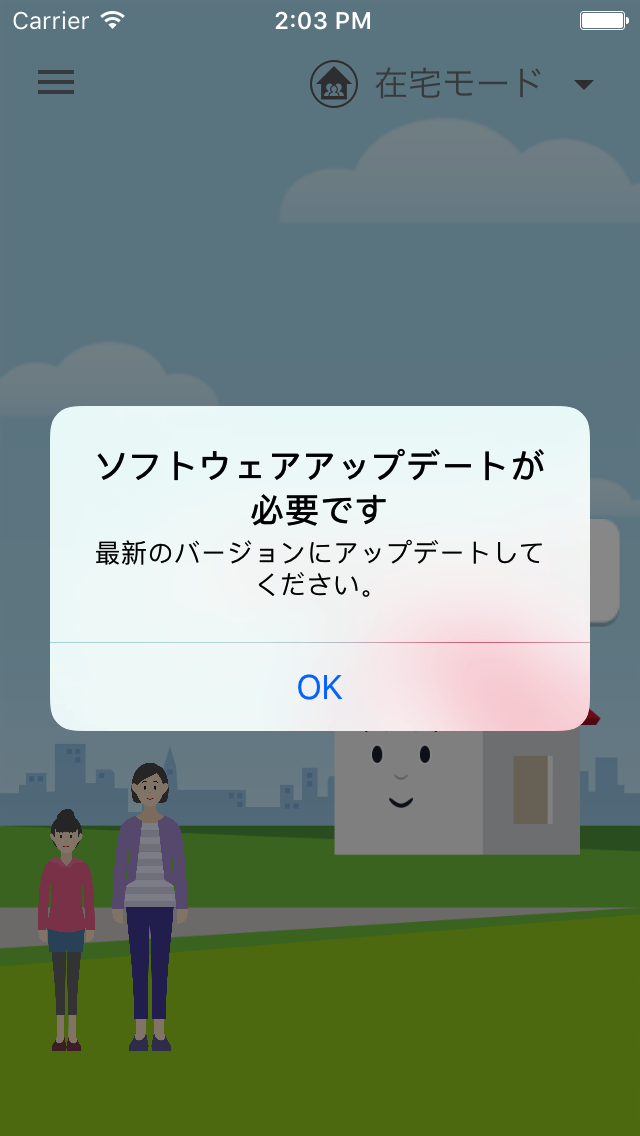 Carrier 2:03 PM
在宅モード
ソフトウェアアップデートが
必要です
最新のバージョンにアップデートして
ください。
OK